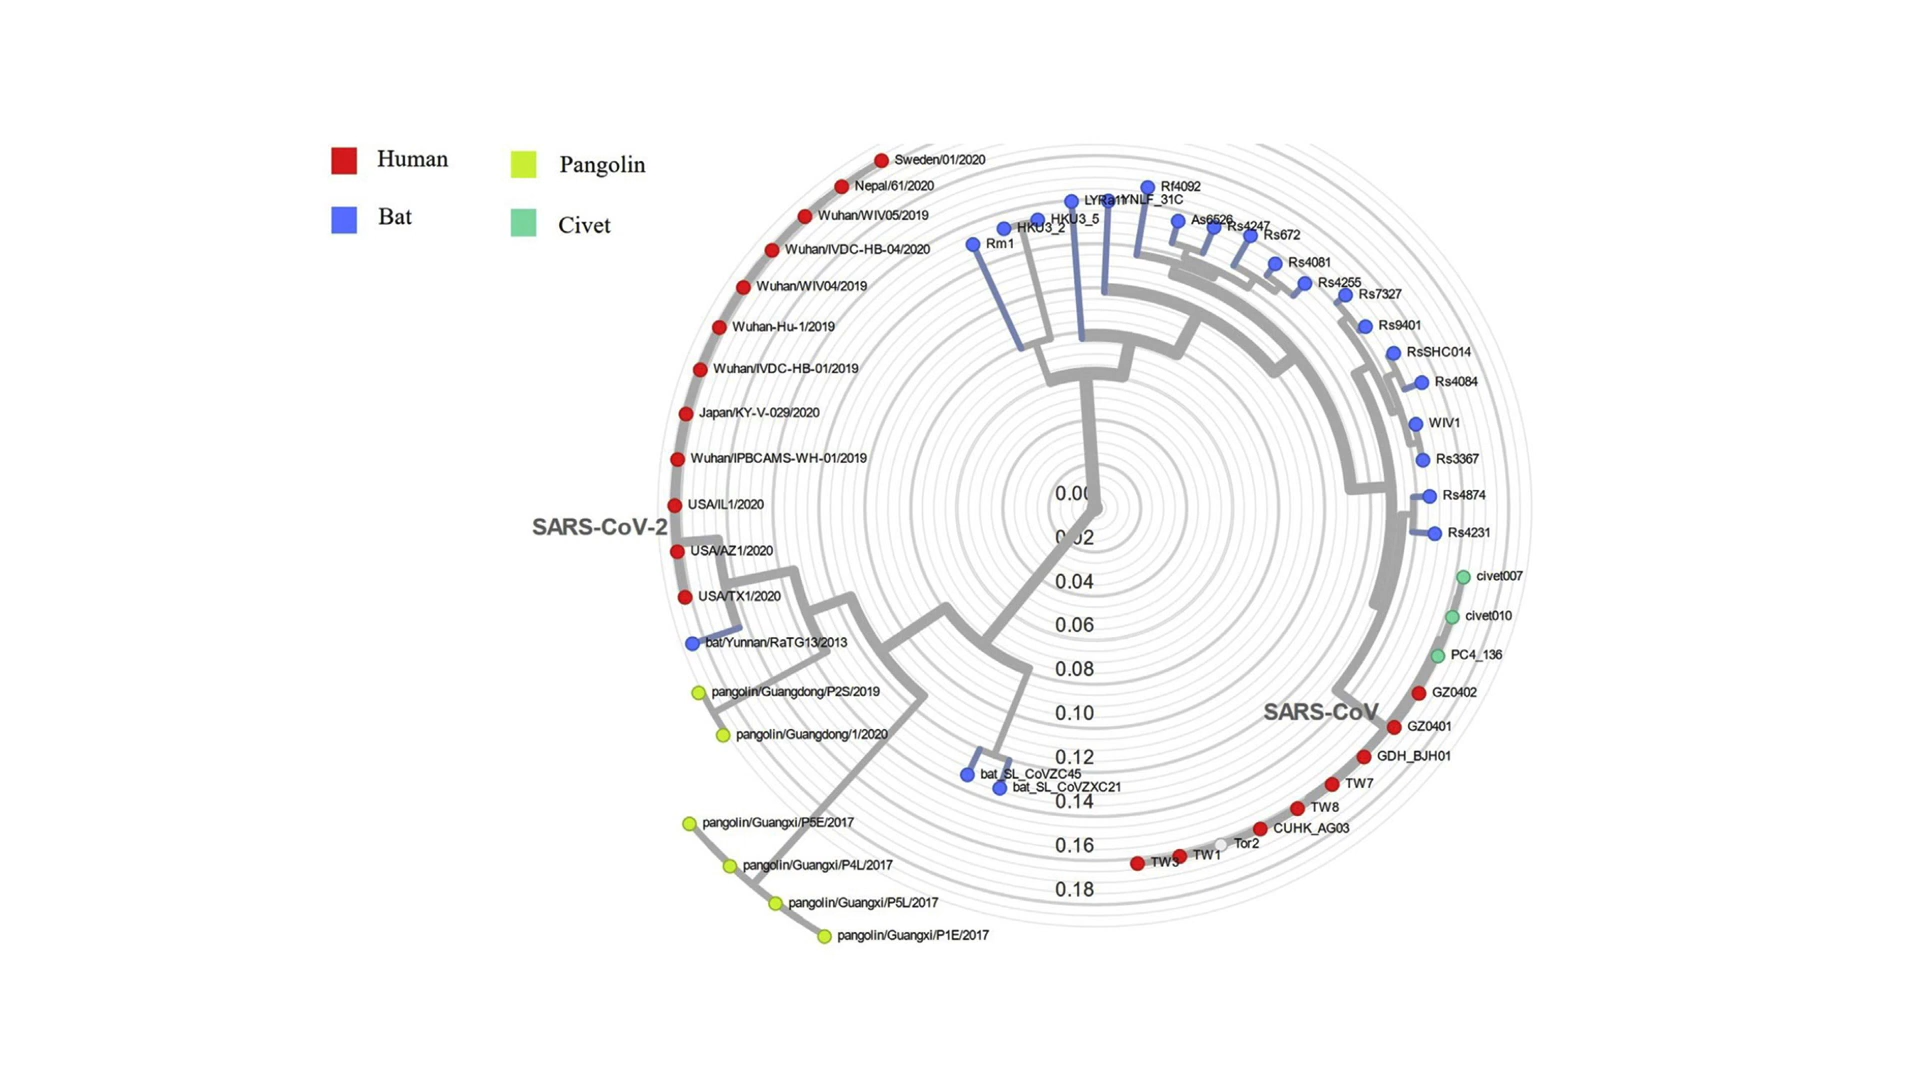 Human
Pangolin
Bat
Civet
Sweden/01/2020
Nepal/61/2020
Wuhan/WIV05/2019
Wuhan/IVDC-HB-04/2020
Wuhan/WIV04/2019
Wuhan-Hu-1/2019
Wuhan/IVDC-HB-01/2019
Japan/KY-V-029/2020
Wuhan/IPBCAMS-WH-01/2019
USA/IL1/2020
SARS-CoV-2
USA/AZ1/2020
USA/TX1/2020
bat/Yunnan/RaTG13/2013
pangolin/Guangdong/P2S/2019
pangolin/Guangdong/1/2020
pangolin/Guangxi/P5E/2017
pangolin/Guangxi/P4L/2017
pangolin/Guangxi/P5L/2017
pangolin/Guangxi/P1E/2017
bat_SL_CoVZC45
bat_SL_CoVZXC21
Rm1
HKU3_2
HKU3_5
YNLF_31C
Rf4092
As6526
Rs4247
Rs672
Rs4081
Rs4255
Rs7327
Rs9401
RsSHC014
Rs4084
WIV1
Rs3367
Rs4874
Rs4231
civet007
civet010
PC4_136
GZ0402
SARS-CoV
GZ0401
GDH_BJH01
TW7
TW8
CUHK_AG03
Tor2
TW1
TW3
0.00
0.02
0.04
0.06
0.08
0.10
0.12
0.14
0.16
0.18